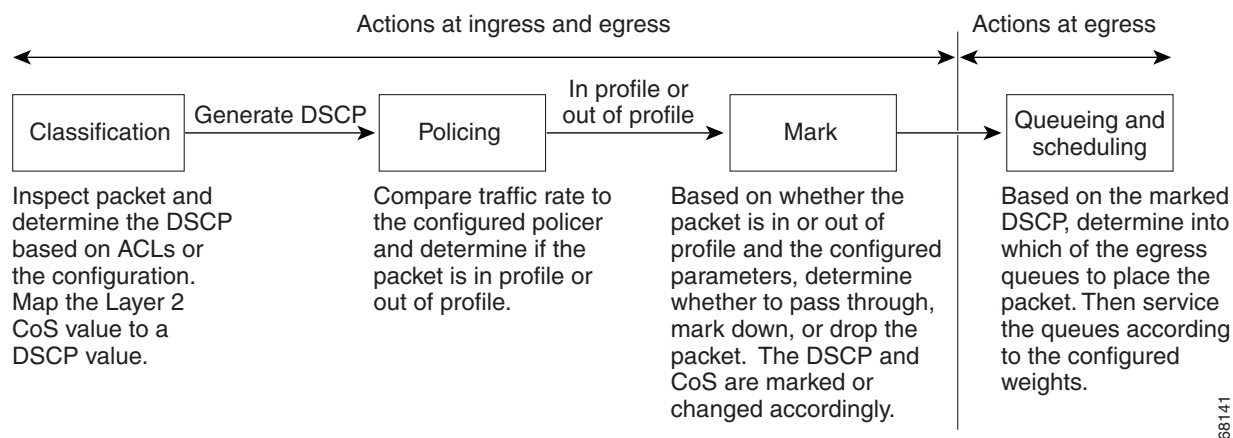 Actions at ingress and egress
Actions at egress
Classification
Generate DSCP
Policing
In profile or
out of profile
Mark
Queueing and
scheduling
Inspect packet and
determine the DSCP
based on ACLs or
the configuration.
Map the Layer 2
CoS value to a
DSCP value.
Compare traffic rate to
the configured policer
and determine if the
packet is in profile or
out of profile.
Based on whether the
packet is in or out of
profile and the configured
parameters, determine
whether to pass through,
mark down, or drop the
packet. The DSCP and
CoS are marked or
changed accordingly.
Based on the marked
DSCP, determine into
which of the egress
queues to place the
packet. Then service
the queues according
to the configured
weights.
68141